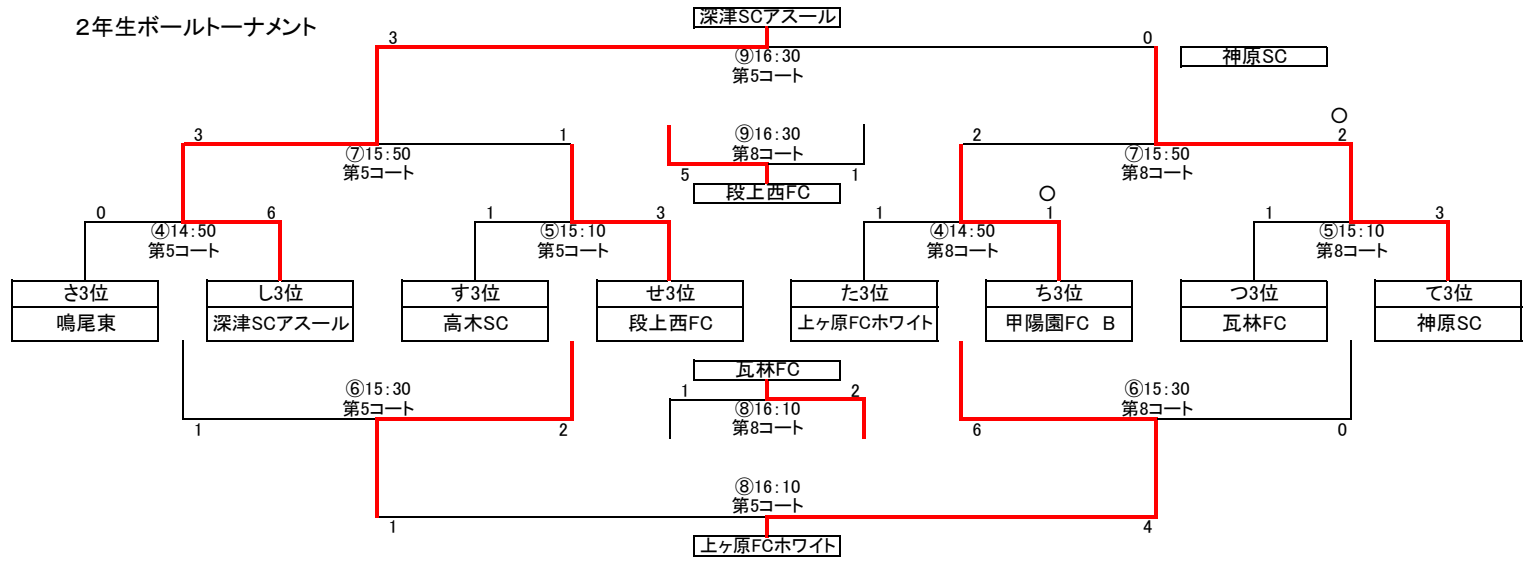 2年生ボールトーナメント
深津SCアスール
3
0
⑨16:30
第5コート
神原SC
3
1
⑨16:30
第8コート
2
○
2
⑦15:50
第5コート
5
1
⑦15:50
第8コート
段上西FC
0
6
1
3
1
○
1
1
3
④14:50
第5コート
⑤15:10
第5コート
④14:50
第8コート
⑤15:10
第8コート
さ3位
し3位
す3位
せ3位
た3位
ち3位
つ3位
て3位
鳴尾東
深津SCアスール
高木SC
段上西FC
上ヶ原FCホワイト
甲陽園FC B
瓦林FC
神原SC
瓦林FC
⑥15:30
第5コート
1
2
⑥15:30
第8コート
⑧16:10
第8コート
1
2
6
0
⑧16:10
第5コート
1
4
上ヶ原FCホワイト